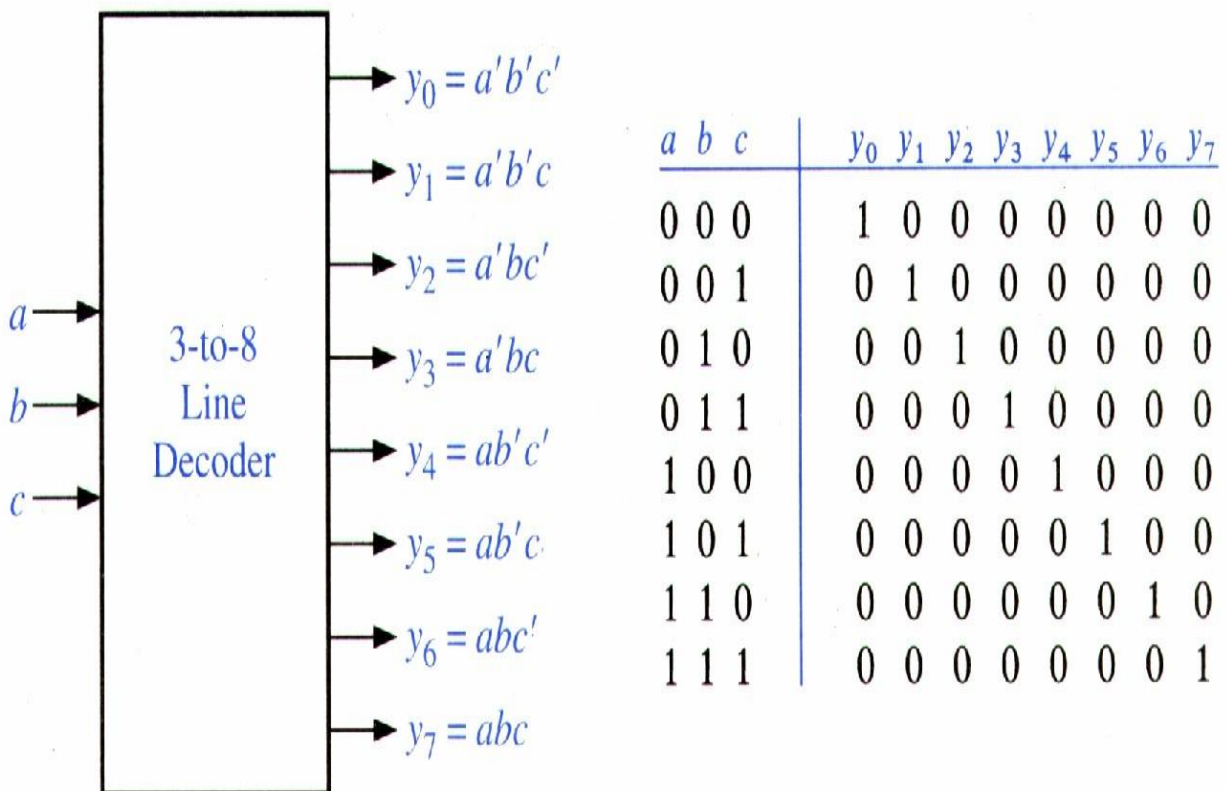 y₀ = a'b'c'
y₁ = a'b'c
y₂ = a'bc'
y₃ = a'bc
y₄ = ab'c'
y₅ = ab'c
y₆ = abc'
y₇ = abc
a
b
c
3-to-8
Line
Decoder
a b c y₀ y₁ y₂ y₃ y₄ y₅ y₆ y₇
0 0 0 1 0 0 0 0 0 0 0
0 0 1 0 1 0 0 0 0 0 0
0 1 0 0 0 1 0 0 0 0 0
0 1 1 0 0 0 1 0 0 0 0
1 0 0 0 0 0 0 1 0 0 0
1 0 1 0 0 0 0 0 1 0 0
1 1 0 0 0 0 0 0 0 1 0
1 1 1 0 0 0 0 0 0 0 1